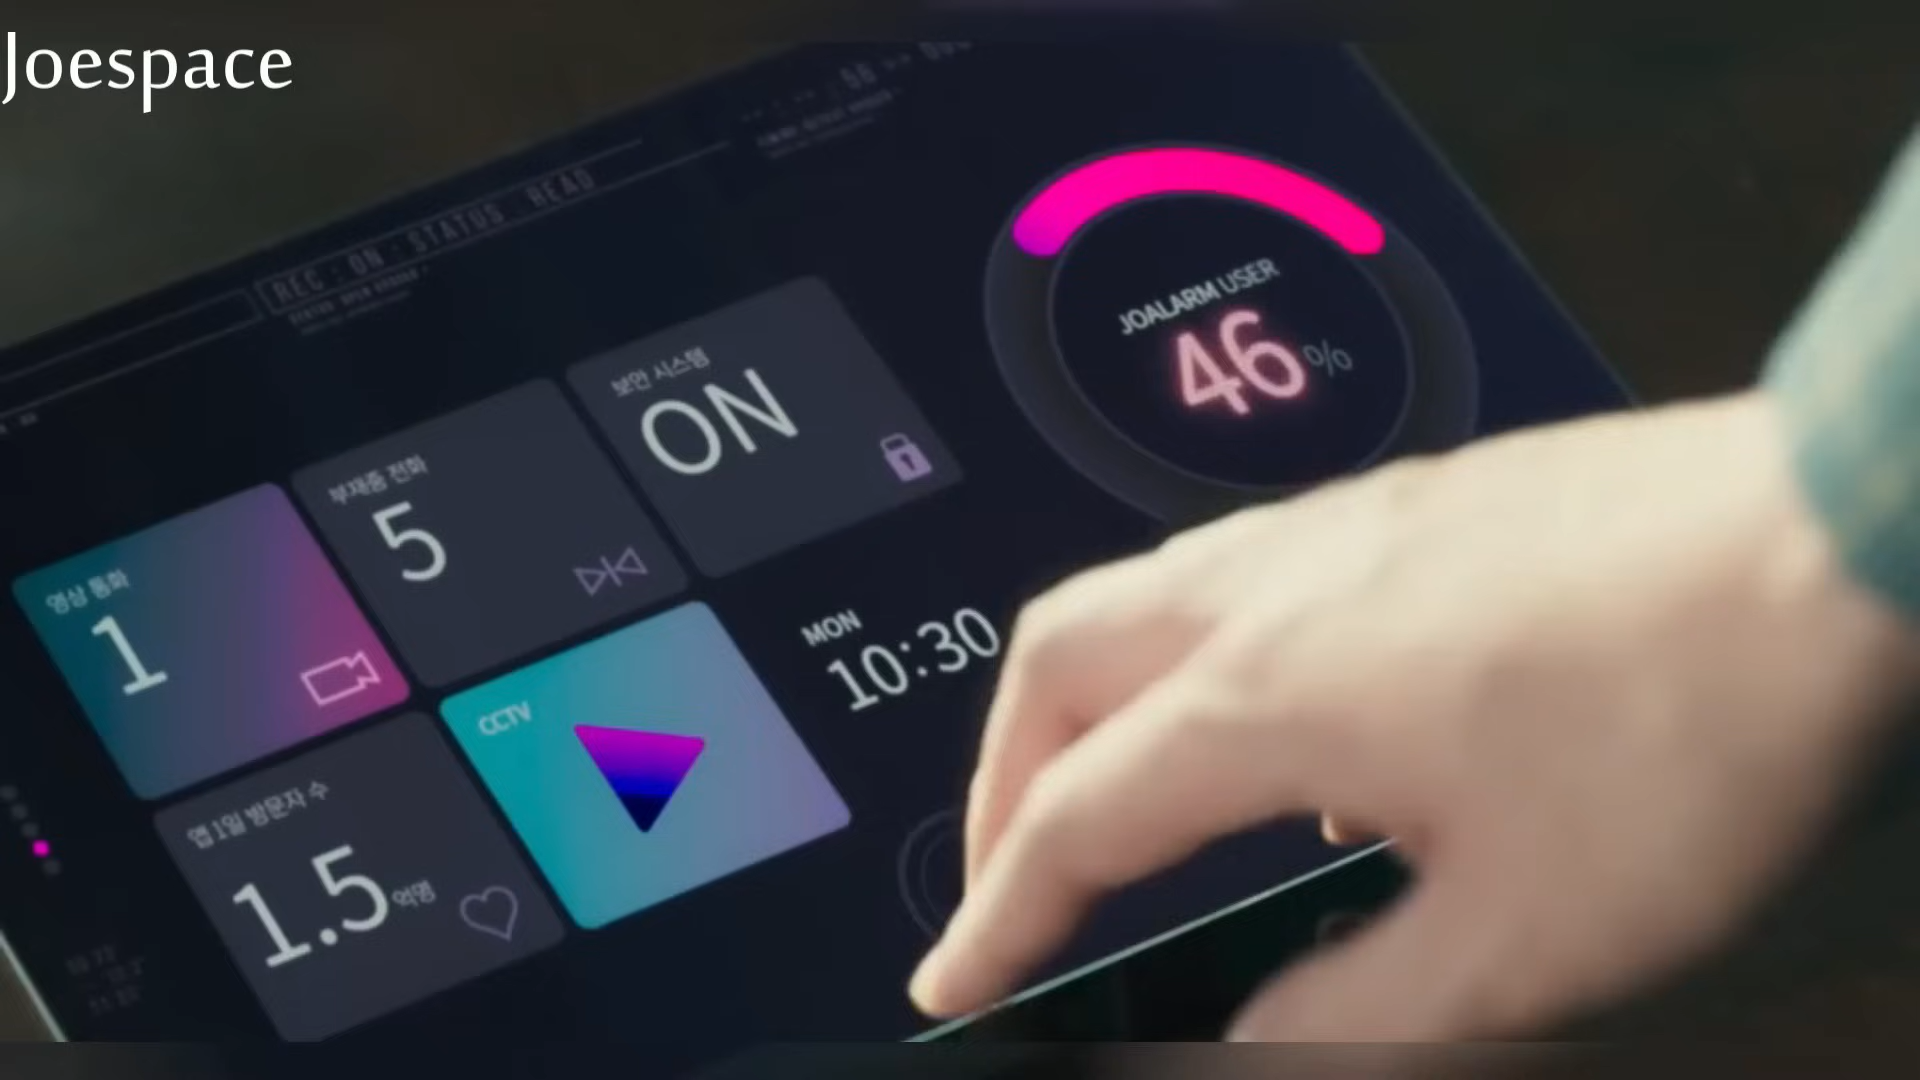 Joespace
REC : ON : STATUS : READ
JOALARM USER
46%
보안 시스템
ON
부재중 전화
5
영상 통화
1
MON
10:30
CCTV
앱 1일 방문자 수
1.5억명